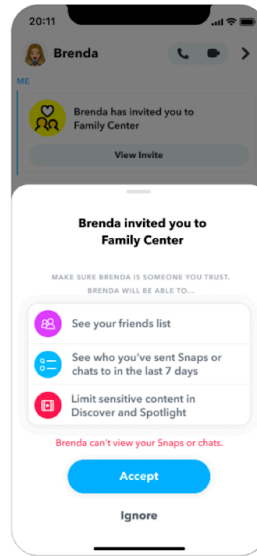 20:11
Brenda
ME
Brenda has invited you to
Family Center
View Invite
Brenda invited you to
Family Center
MAKE SURE BRENDA IS SOMEONE YOU TRUST.
BRENDA WILL BE ABLE TO...
See your friends list
See who you've sent Snaps or
chats to in the last 7 days
Limit sensitive content in
Discover and Spotlight
Brenda can't view your Snaps or chats.
Accept
Ignore